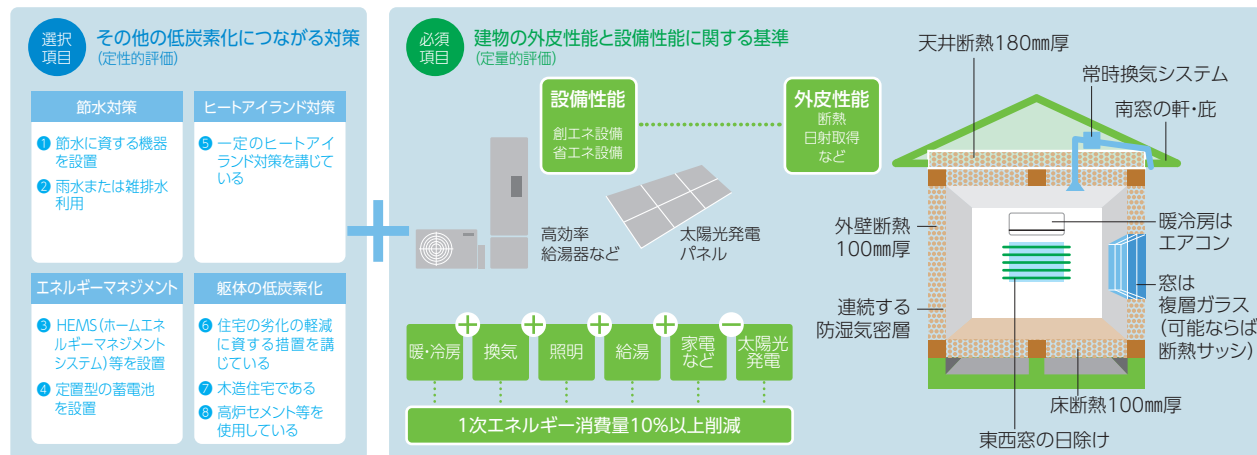 選択
項目
その他の低炭素化につながる対策
(定性的評価)
節水対策
❶ 節水に資する機器
を設置
❷ 雨水または雑排水
利用
ヒートアイランド対策
❺ 一定のヒートアイ
ランド対策を講じて
いる
エネルギーマネジメント
❸ HEMS(ホームエネ
ルギーマネジメント
システム)等を設置
❹ 定置型の蓄電池
を設置
躯体の低炭素化
❻ 住宅の劣化の軽減
に資する措置を講
じている
❼ 木造住宅である
❽ 高炉セメント等を
使用している
+
必須
項目
建物の外皮性能と設備性能に関する基準
(定量的評価)
設備性能
創エネ設備
省エネ設備
外皮性能
断熱
日射取得
など
高効率
給湯器など
太陽光発電
パネル
暖・冷房
+
換気
+
照明
+
給湯
+
家電
など
−
太陽光
発電
1次エネルギー消費量10%以上削減
天井断熱180㎜厚
常時換気システム
南窓の軒・庇
外壁断熱
100㎜厚
暖冷房は
エアコン
連続する
防湿気密層
窓は
複層ガラス
(可能ならば
断熱サッシ)
床断熱100㎜厚
東西窓の日除け